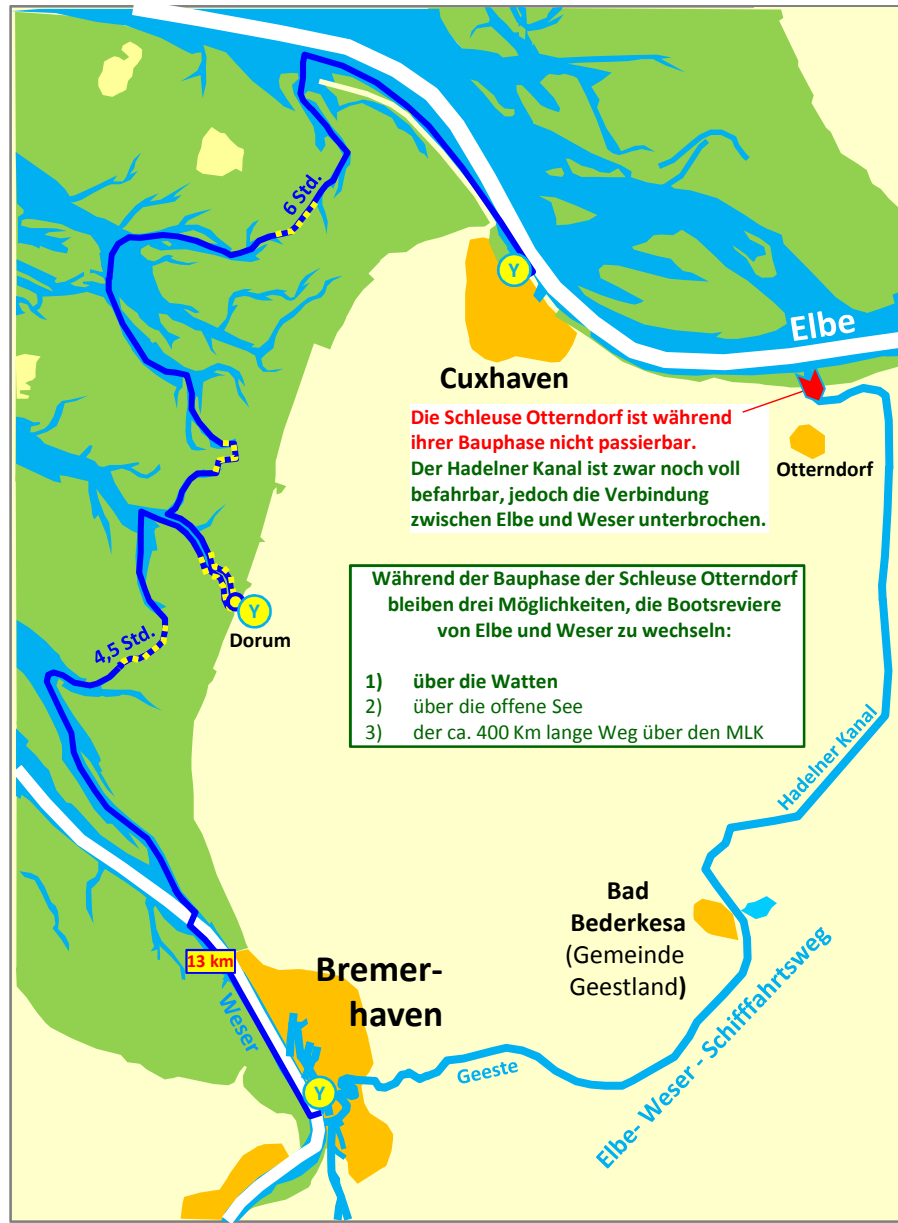 6 Std.
Y
Elbe
Cuxhaven
Die Schleuse Otterndorf ist während
ihrer Bauphase nicht passierbar.
Der Hadelner Kanal ist zwar noch voll
befahrbar, jedoch die Verbindung
zwischen Elbe und Weser unterbrochen.
Otterndorf
Während der Bauphase der Schleuse Otterndorf
bleiben drei Möglichkeiten, die Bootsreviere
von Elbe und Weser zu wechseln:
1) über die Watten
2) über die offene See
3) der ca. 400 Km lange Weg über den MLK
Y
Dorum
4,5 Std.
Hadelner Kanal
Bad
Bederkesa
(Gemeinde
Geestland)
13 km
Bremer-
haven
Weser
Y
Geeste
Elbe- Weser - Schifffahrtsweg